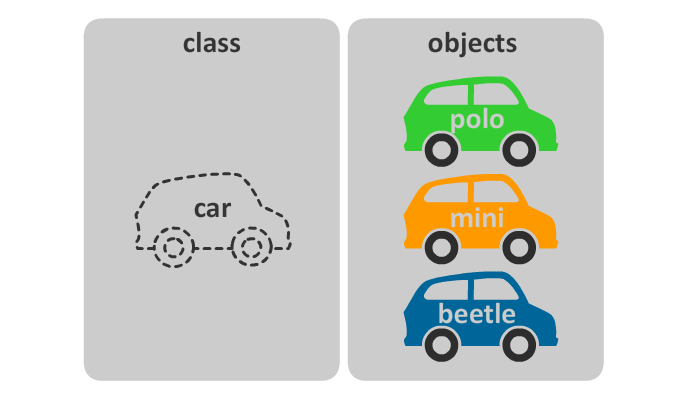 class
car
objects
polo
mini
beetle